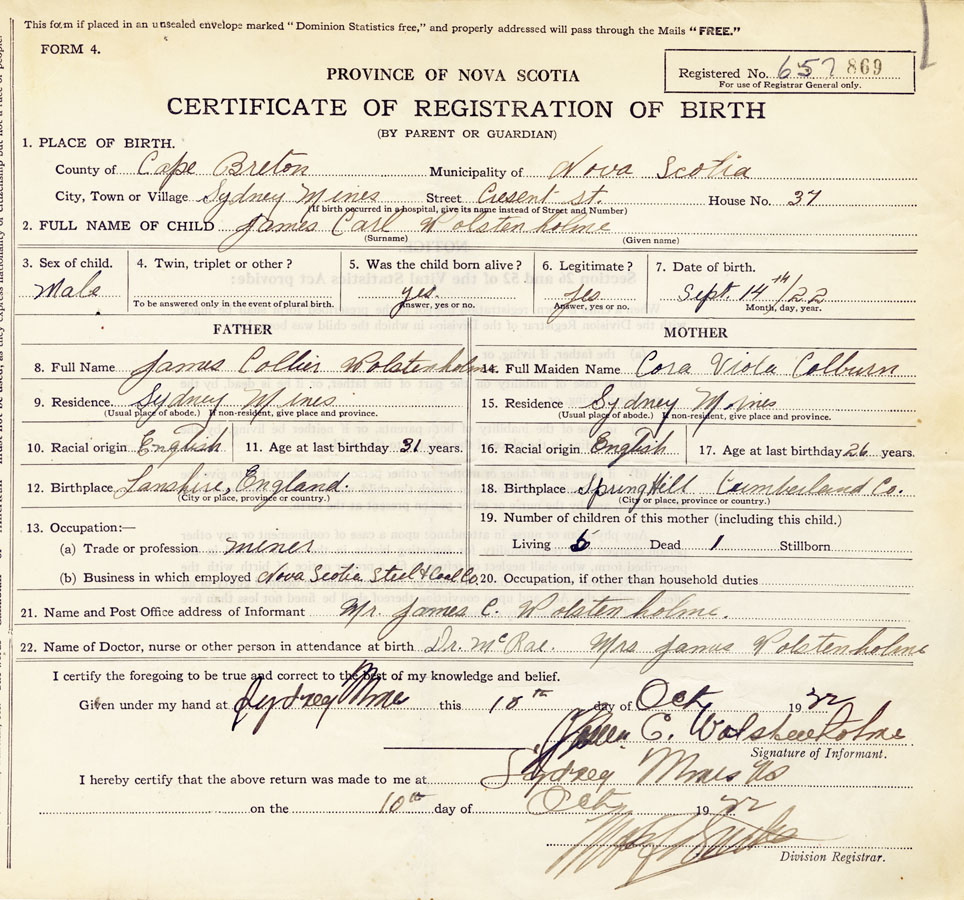 This form if placed in an unsealed envelope marked "Dominion Statistics free," and properly addressed will pass through the Mails "FREE."
FORM 4.
Registered No. 657 869
For use of Registrar General only.
PROVINCE OF NOVA SCOTIA
CERTIFICATE OF REGISTRATION OF BIRTH
(BY PARENT OR GUARDIAN)
1. PLACE OF BIRTH.
County of Cape Breton Municipality of Nova Scotia
City, Town or Village Sydney Mines Street Cresent St. House No. 37
(If birth occurred in a hospital, give its name instead of Street and Number)
2. FULL NAME OF CHILD James Carl Wolstenholme
(Surname) (Given name)
3. Sex of child. 4. Twin, triplet or other? 5. Was the child born alive? 6. Legitimate? 7. Date of birth.
Male yes. yes Sept. 14th/22
To be answered only in the event of plural birth. Answer, yes or no. Answer, yes or no. Month, day, year.
FATHER MOTHER
8. Full Name James Collier Wolstenholme 14. Full Maiden Name Cora Viola Colburn
9. Residence. Sydney Mines 15. Residence Sydney Mines
(Usual place of abode.) If non-resident, give place and province. (Usual place of abode.) If non-resident, give place and province.
10. Racial origin English 11. Age at last birthday 31 years. 16. Racial origin English 17. Age at last birthday 26 years.
12. Birthplace Lanshire, England. 18. Birthplace Spring Hill Cumberland Co.
(City or place, province or country.) (City or place, province or country.)
13. Occupation:— 19. Number of children of this mother (including this child.)
(a) Trade or profession miner Living 5 Dead 1 Stillborn
(b) Business in which employed Nova Scotia Steel & Coal Co 20. Occupation, if other than household duties
21. Name and Post Office address of Informant Mr. James C. Wolstenholme.
22. Name of Doctor, nurse or other person in attendance at birth Dr. McRae. Mrs James Wolstenholme
I certify the foregoing to be true and correct to the best of my knowledge and belief.
Given under my hand at Sydney Mines this 10th day of Oct 1922
James C. Wolstenholme
Signature of Informant.
I hereby certify that the above return was made to me at Sydney Mines NS
on the 10th day of Oct 1922
Division Registrar.